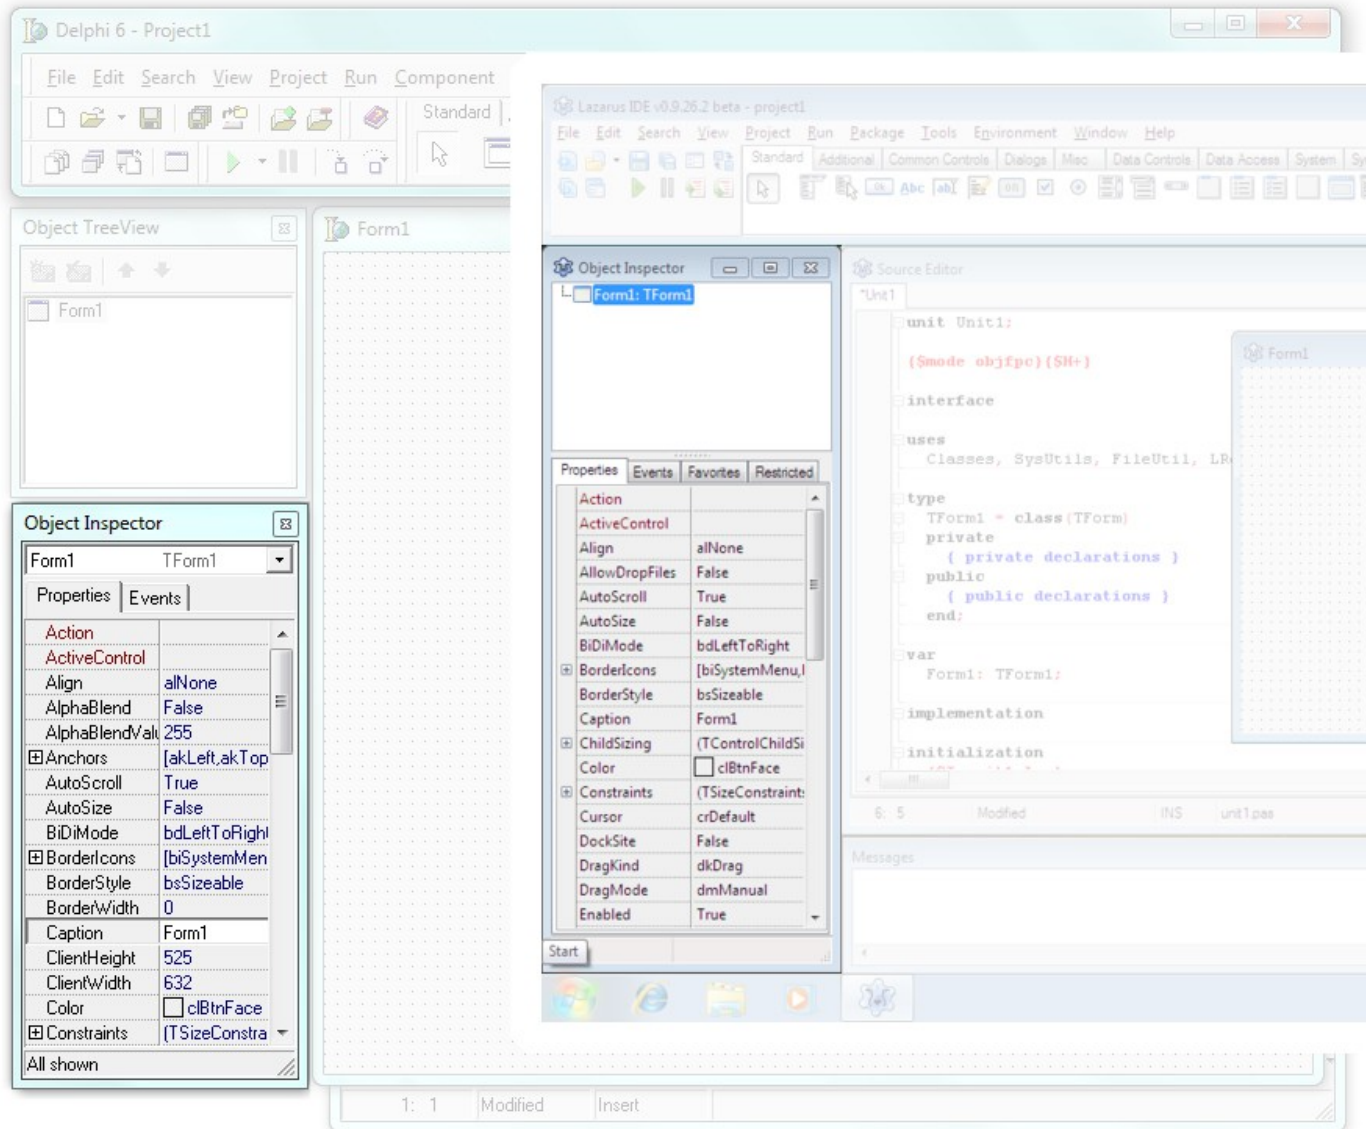 Delphi 6 - Project1
File Edit Search View Project Run Component
Standard
Object TreeView
Form1
Form1
Object Inspector
Form1 TForm1
Properties Events
Action
ActiveControl
Align alNone
AlphaBlend False
AlphaBlendValu 255
Anchors [akLeft,akTop
AutoScroll True
AutoSize False
BiDiMode bdLeftToRight
BorderIcons [biSystemMen
BorderStyle bsSizeable
BorderWidth 0
Caption Form1
ClientHeight 525
ClientWidth 632
Color clBtnFace
Constraints (TSizeConstra
All shown
1: 1 Modified Insert
Lazarus IDE v0.9.26.2 beta - project1
File Edit Search View Project Run Package Tools Environment Window Help
Standard Additional Common Controls Dialogs Misc Data Controls Data Access System Sy
Ok Abc abI on
Object Inspector
Form1: TForm1
Properties Events Favorites Restricted
Action
ActiveControl
Align alNone
AllowDropFiles False
AutoScroll True
AutoSize False
BiDiMode bdLeftToRight
BorderIcons [biSystemMenu,
BorderStyle bsSizeable
Caption Form1
ChildSizing (TControlChildSi
Color clBtnFace
Constraints (TSizeConstraint:
Cursor crDefault
DockSite False
DragKind dkDrag
DragMode dmManual
Enabled True
Start
Source Editor
*Unit1
unit Unit1;
{$mode objfpc}{$H+}
interface
uses
Classes, SysUtils, FileUtil, LR
type
TForm1 = class(TForm)
private
{ private declarations }
public
{ public declarations }
end;
var
Form1: TForm1;
implementation
initialization
6: 5 Modified INS unit1.pas
Form1
Messages